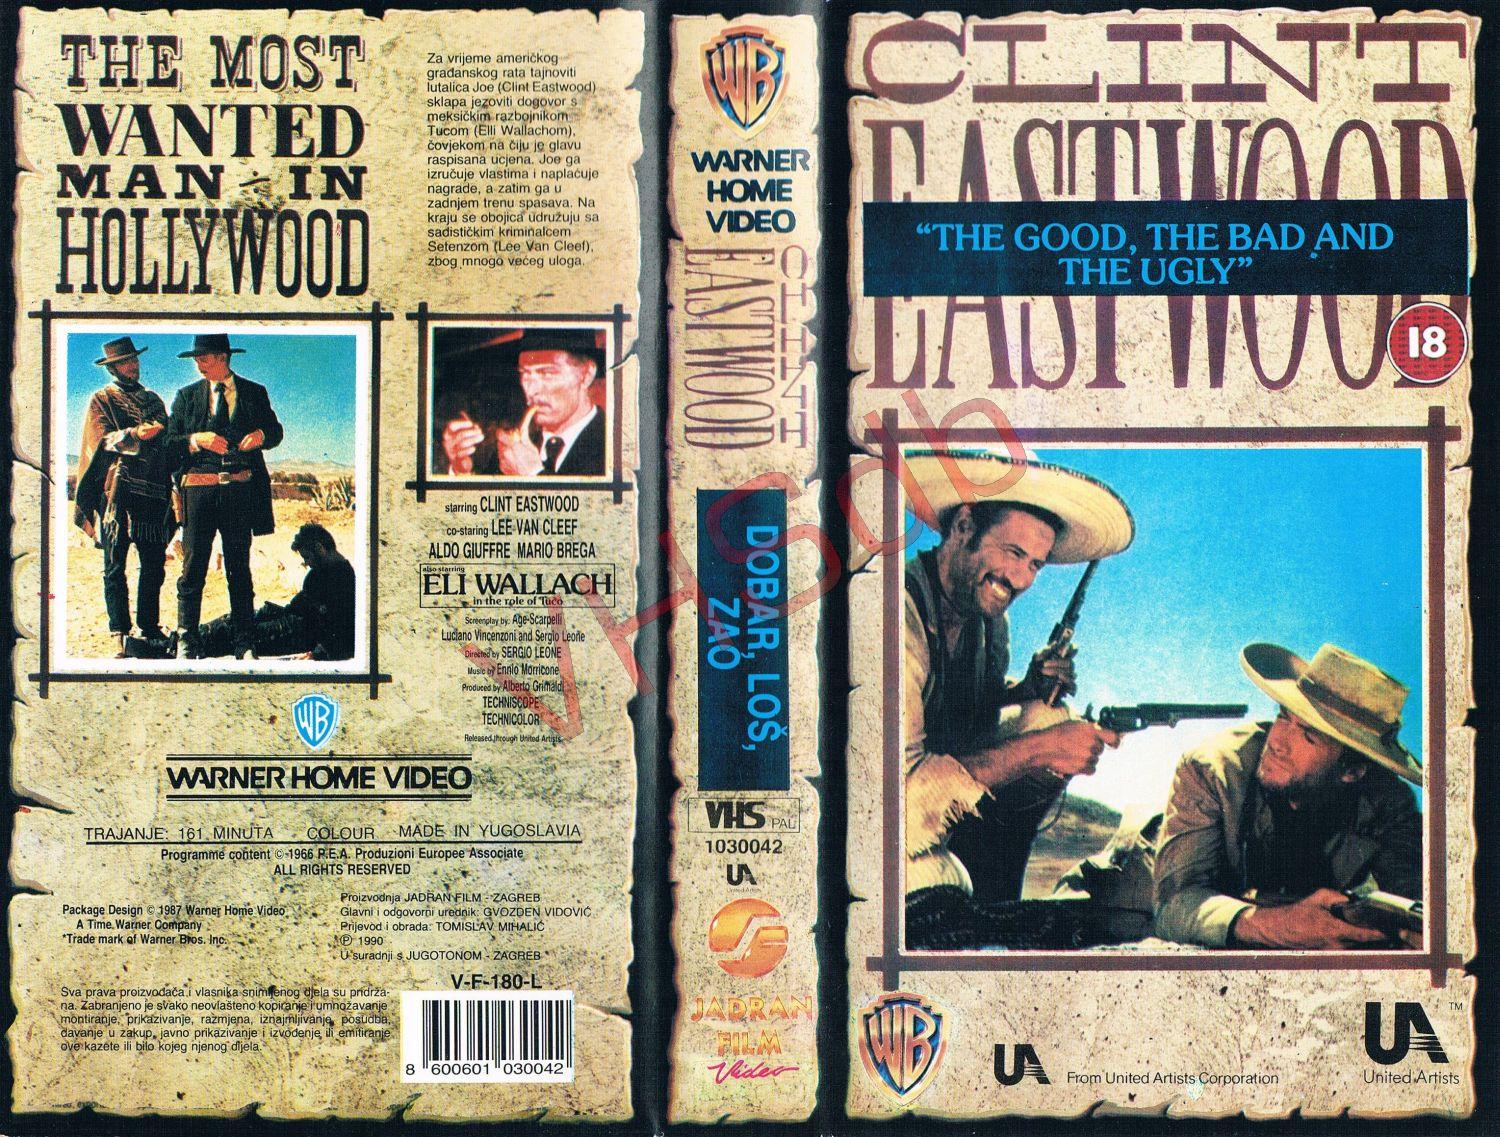 THE MOST
WANTED
MAN IN
HOLLYWOOD
Za vrijeme američkog
građanskog rata tajnoviti
lutalica Joe (Clint Eastwood)
sklapa jezoviti dogovor s
meksičkim razbojnikom
Tucom (Elli Wallachom),
čovjekom na čiju je glavu
raspisana ucjena. Joe ga
izručuje vlastima i naplaćuje
nagrade, a zatim ga u
zadnjem trenu spasava. Na
kraju se obojica udružuju sa
sadističkim kriminalcem
Setenzom (Lee Van Cleef),
zbog mnogo većeg uloga.
starring CLINT EASTWOOD
co-staring LEE VAN CLEEF
ALDO GIUFFRE MARIO BREGA
also starring
ELI WALLACH
in the role of Tuco
Screenplay by: Age-Scarpelli
Luciano Vincenzoni and Sergio Leone
Directed by SERGIO LEONE
Music by Ennio Morricone
Produced by Alberto Grimaldi
TECHNISCOPE
TECHNICOLOR
Released through United Artists
WB
WARNER HOME VIDEO
TRAJANJE: 161 MINUTA COLOUR MADE IN YUGOSLAVIA
Programme content © 1966 P.E.A. Produzioni Europee Associate
ALL RIGHTS RESERVED
Package Design © 1987 Warner Home Video
A Time Warner Company
*Trade mark of Warner Bros. Inc.
Proizvodnja JADRAN FILM - ZAGREB
Glavni i odgovorni urednik: GVOZDEN VIDOVIĆ
Prijevod i obrada: TOMISLAV MIHALIĆ
℗ 1990
U suradnji s JUGOTONOM - ZAGREB
V-F-180-L
Sva prava proizvođača i vlasnika snimljenog djela su pridrža-
na. Zabranjeno je svako neovlašteno kopiranje i umnožavanje
montiranje, prikazivanje, razmjena, iznajmljivanje, posudba,
davanje u zakup, javno prikazivanje i izvođenje ili emitiranje
ove kazete ili bilo kojeg njenog dijela.
8 600601 030042
WB
WARNER
HOME
VIDEO
CLINT
EASTWOOD
DOBAR, LOŠ,
ZAO
VHS PAL
1030042
UA
United Artists
JADRAN
FILM
Video
CLINT
EASTWOOD
"THE GOOD, THE BAD AND
THE UGLY"
EASTWOOD
18
WB
UA From United Artists Corporation
UA ™
United Artists
VHSdb